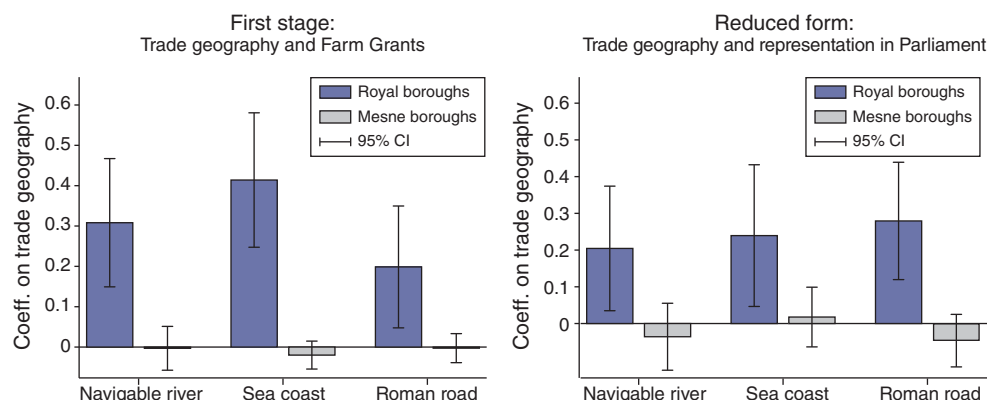 First stage:
Trade geography and Farm Grants
Coeff. on trade geography
0.6
0.5
0.4
0.3
0.2
0.1
0
Royal boroughs
Mesne boroughs
95% CI
Navigable river
Sea coast
Roman road
Reduced form:
Trade geography and representation in Parliament
Coeff. on trade geography
0.6
0.5
0.4
0.3
0.2
0.1
0
Royal boroughs
Mesne boroughs
95% CI
Navigable river
Sea coast
Roman road